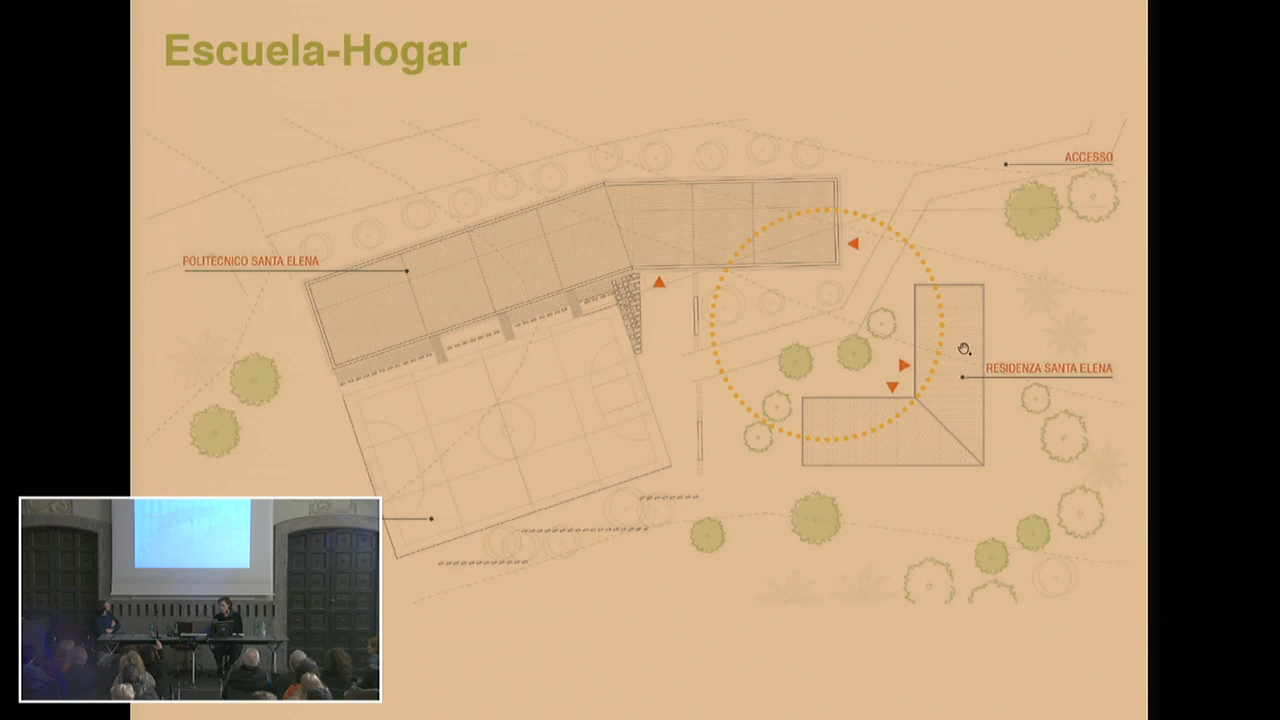 Escuela-Hogar
ACCESSO
POLITECNICO SANTA ELENA
RESIDENZA SANTA ELENA